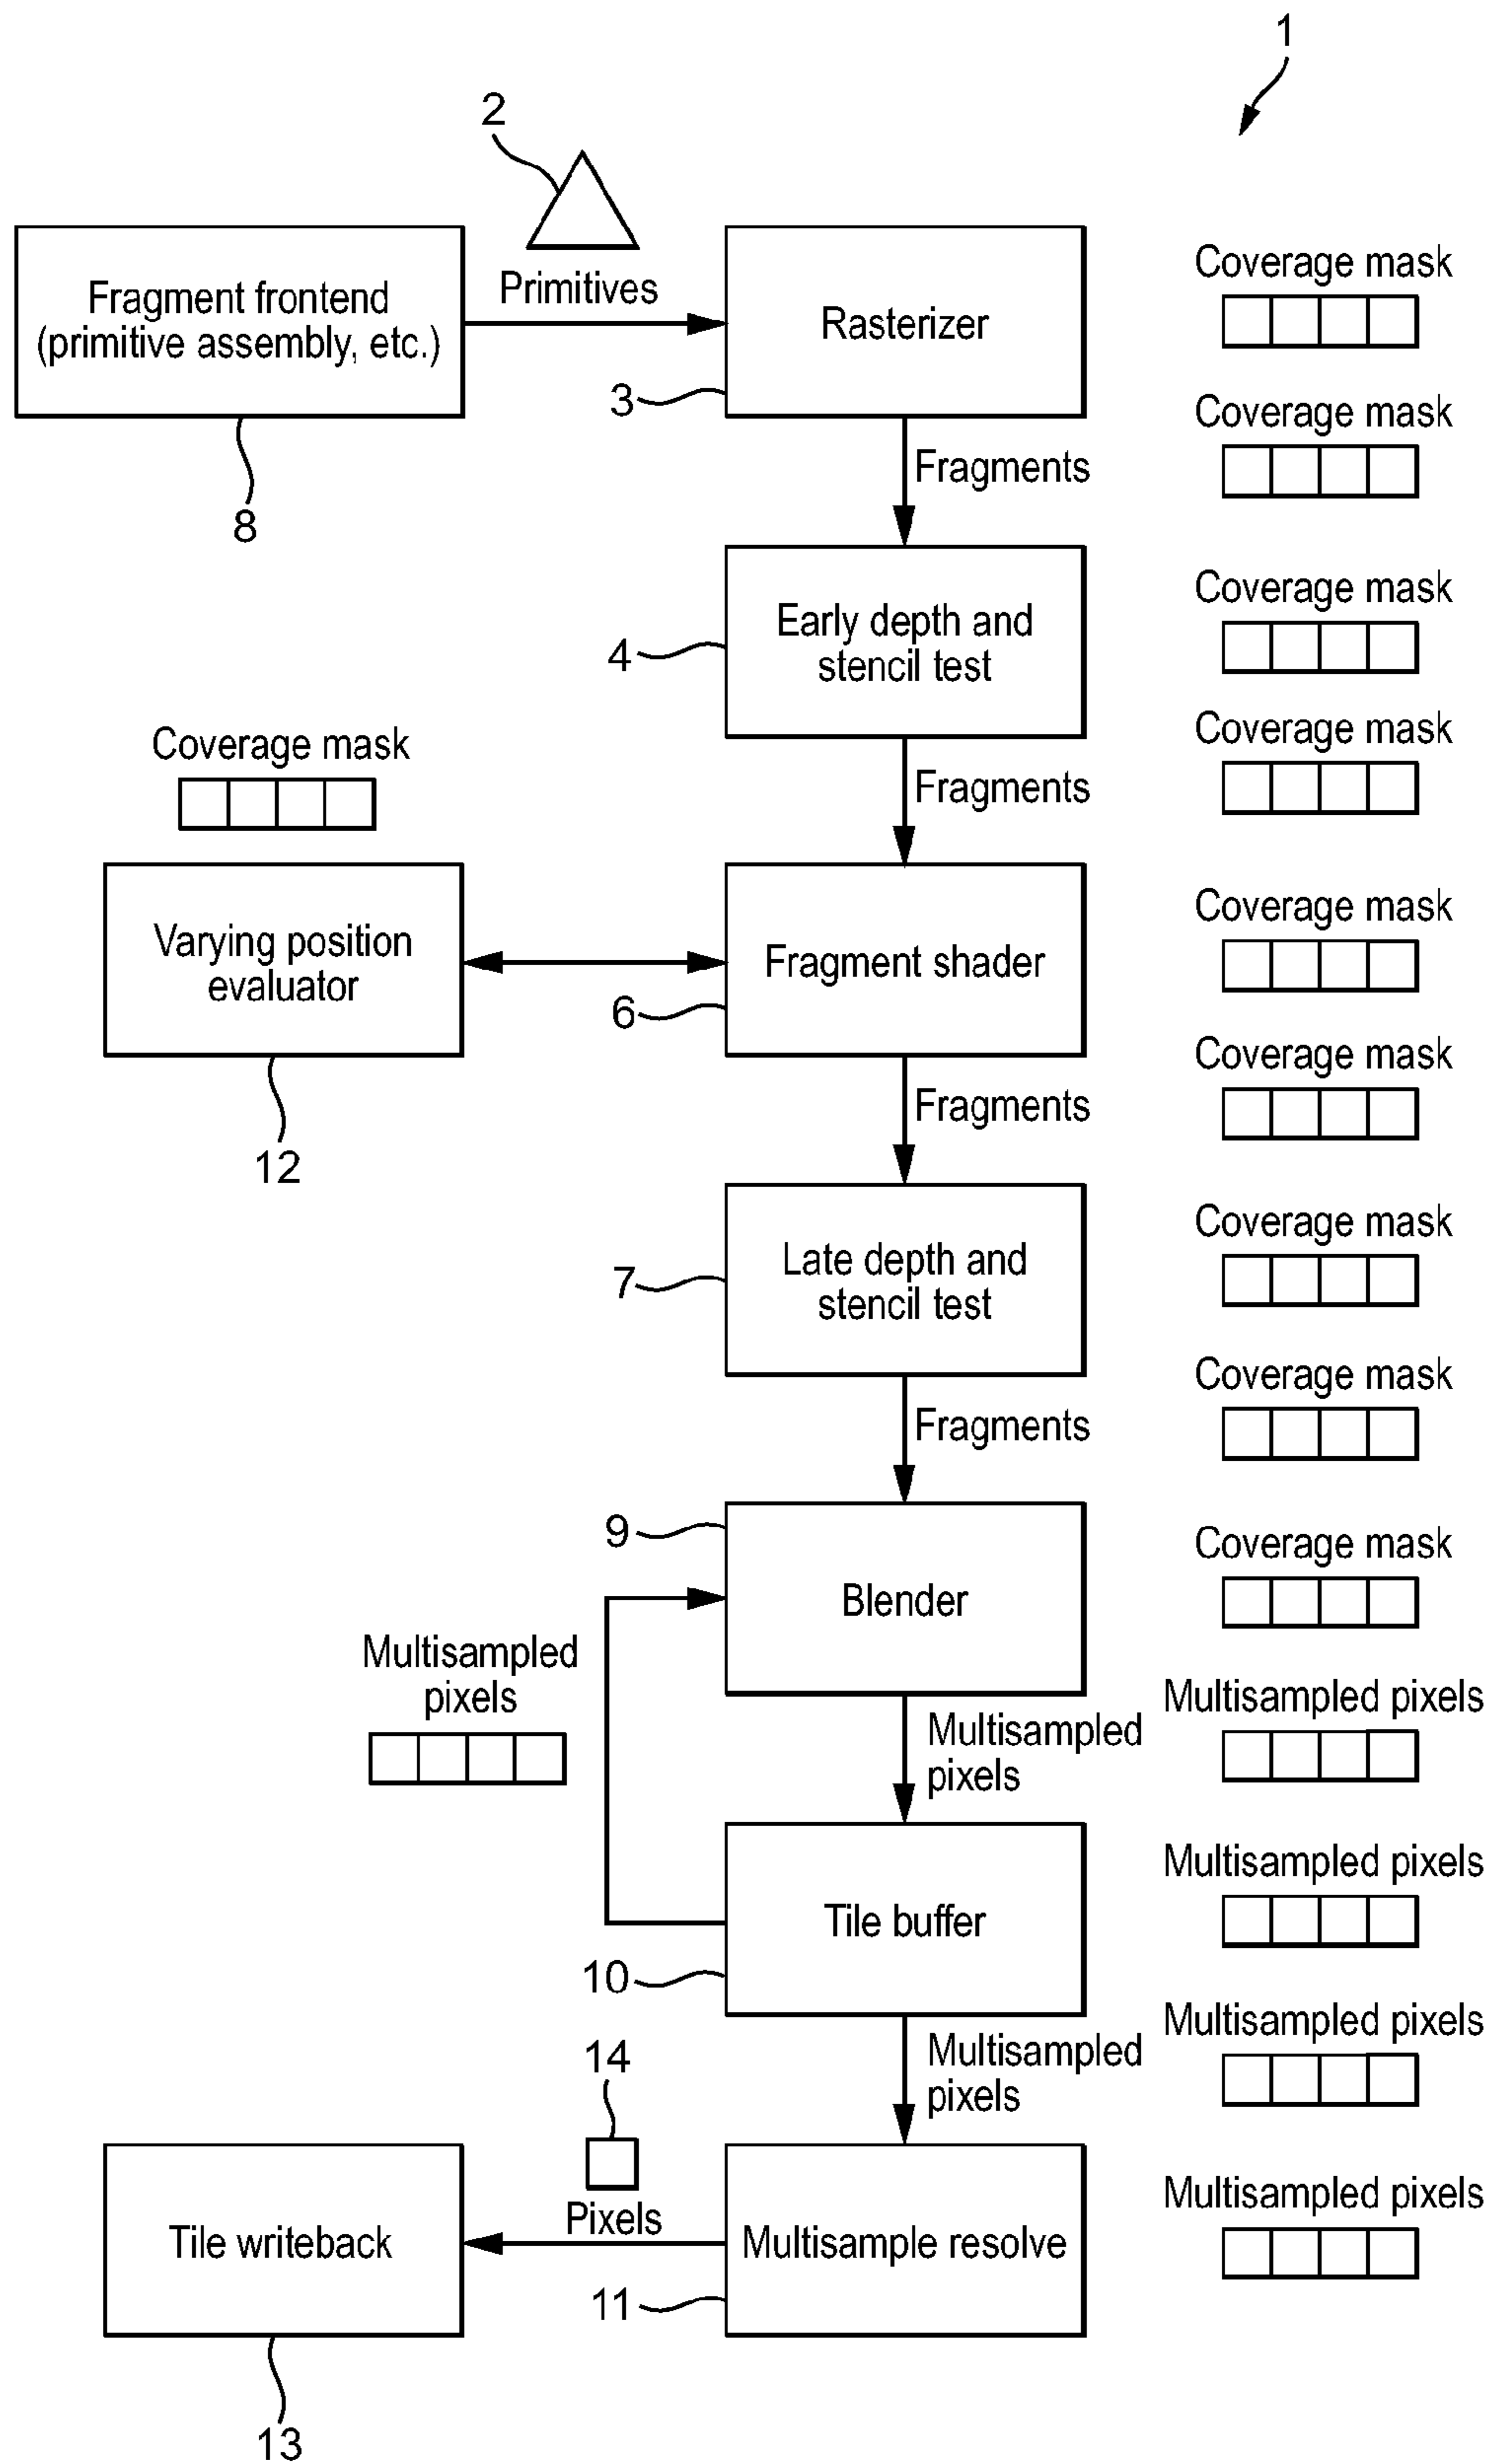 1
2
Fragment frontend
(primitive assembly, etc.)
8
Primitives
Rasterizer
3
Coverage mask
Fragments
Coverage mask
Early depth and
stencil test
4
Coverage mask
Fragments
Coverage mask
Coverage mask
Varying position
evaluator
12
Fragment shader
6
Coverage mask
Fragments
Coverage mask
Late depth and
stencil test
7
Coverage mask
Fragments
Coverage mask
9
Blender
Coverage mask
Multisampled
pixels
Multisampled
pixels
Multisampled pixels
Tile buffer
10
Multisampled pixels
Multisampled
pixels
Multisampled pixels
14
Pixels
Tile writeback
13
Multisample resolve
11
Multisampled pixels